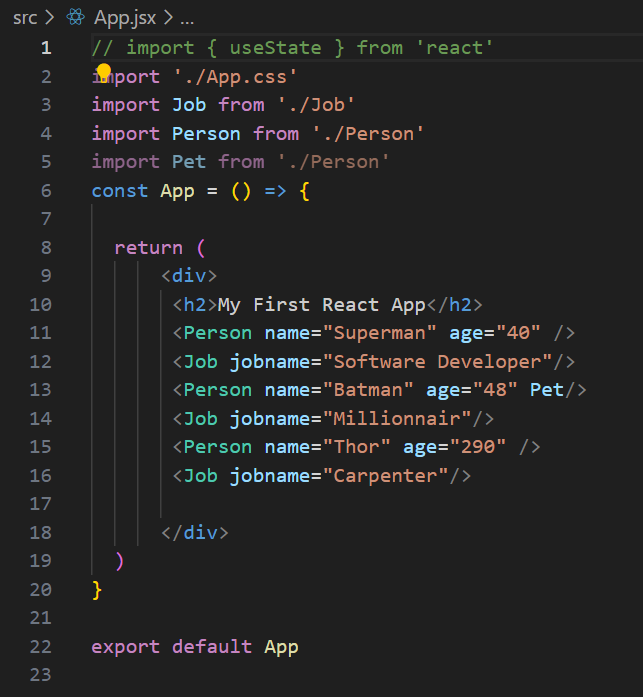 src > App.jsx > ...
1 // import { useState } from 'react'
2 import './App.css'
3 import Job from './Job'
4 import Person from './Person'
5 import Pet from './Person'
6 const App = () => {
7
8   return (
9       <div>
10        <h2>My First React App</h2>
11        <Person name="Superman" age="40" />
12        <Job jobname="Software Developer"/>
13        <Person name="Batman" age="48" Pet/>
14        <Job jobname="Millionnair"/>
15        <Person name="Thor" age="290" />
16        <Job jobname="Carpenter"/>
17
18       </div>
19   )
20 }
21
22 export default App
23